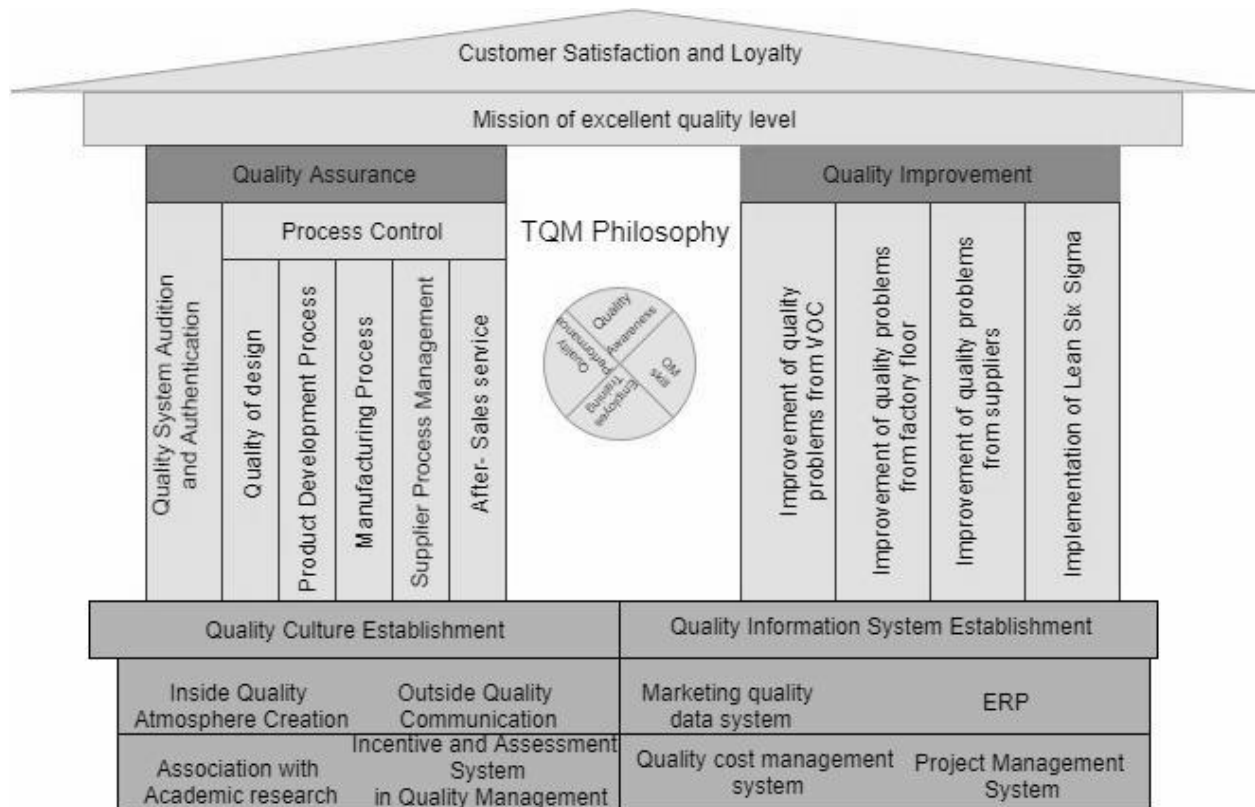 Customer Satisfaction and Loyalty
Mission of excellent quality level
Quality Assurance
Quality Improvement
Process Control
TQM Philosophy
Quality System Audition
and Authentication
Quality of design
Product Development Process
Manufacturing Process
Supplier Process Management
After- Sales service
Quality
Awareness
Quality
Performance
QM
Employee
Training
Improvement of quality
problems from VOC
Improvement of quality problems
from factory floor
Improvement of quality problems
from suppliers
Implementation of Lean Six Sigma
Quality Culture Establishment
Quality Information System Establishment
Inside Quality
Atmosphere Creation
Outside Quality
Communication
Marketing quality
data system
ERP
Association with
Academic research
Incentive and Assessment
System
in Quality Management
Quality cost management
system
Project Management
System